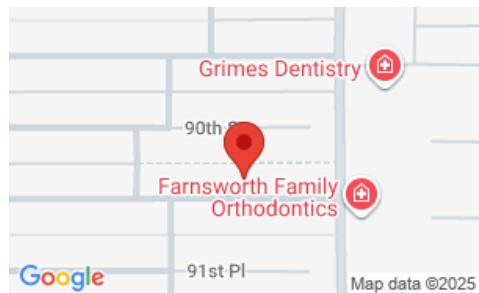 Grimes Dentistry
90th S
Farnsworth Family
Orthodontics
91st Pl
Google
Map data ©2025